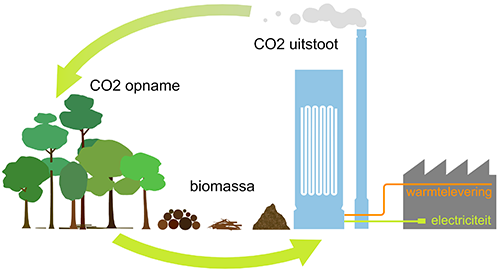 CO2 uitstoot
CO2 opname
biomassa
warmtelevering
electriciteit